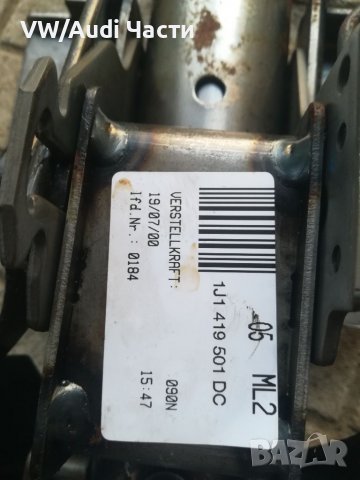 VW/Audi Части
05 ML2
1J1 419 501 DC
VERSTELLKRAFT: 090N
19/07/00 15:47
lfd.Nr.: 0184
BAZAR